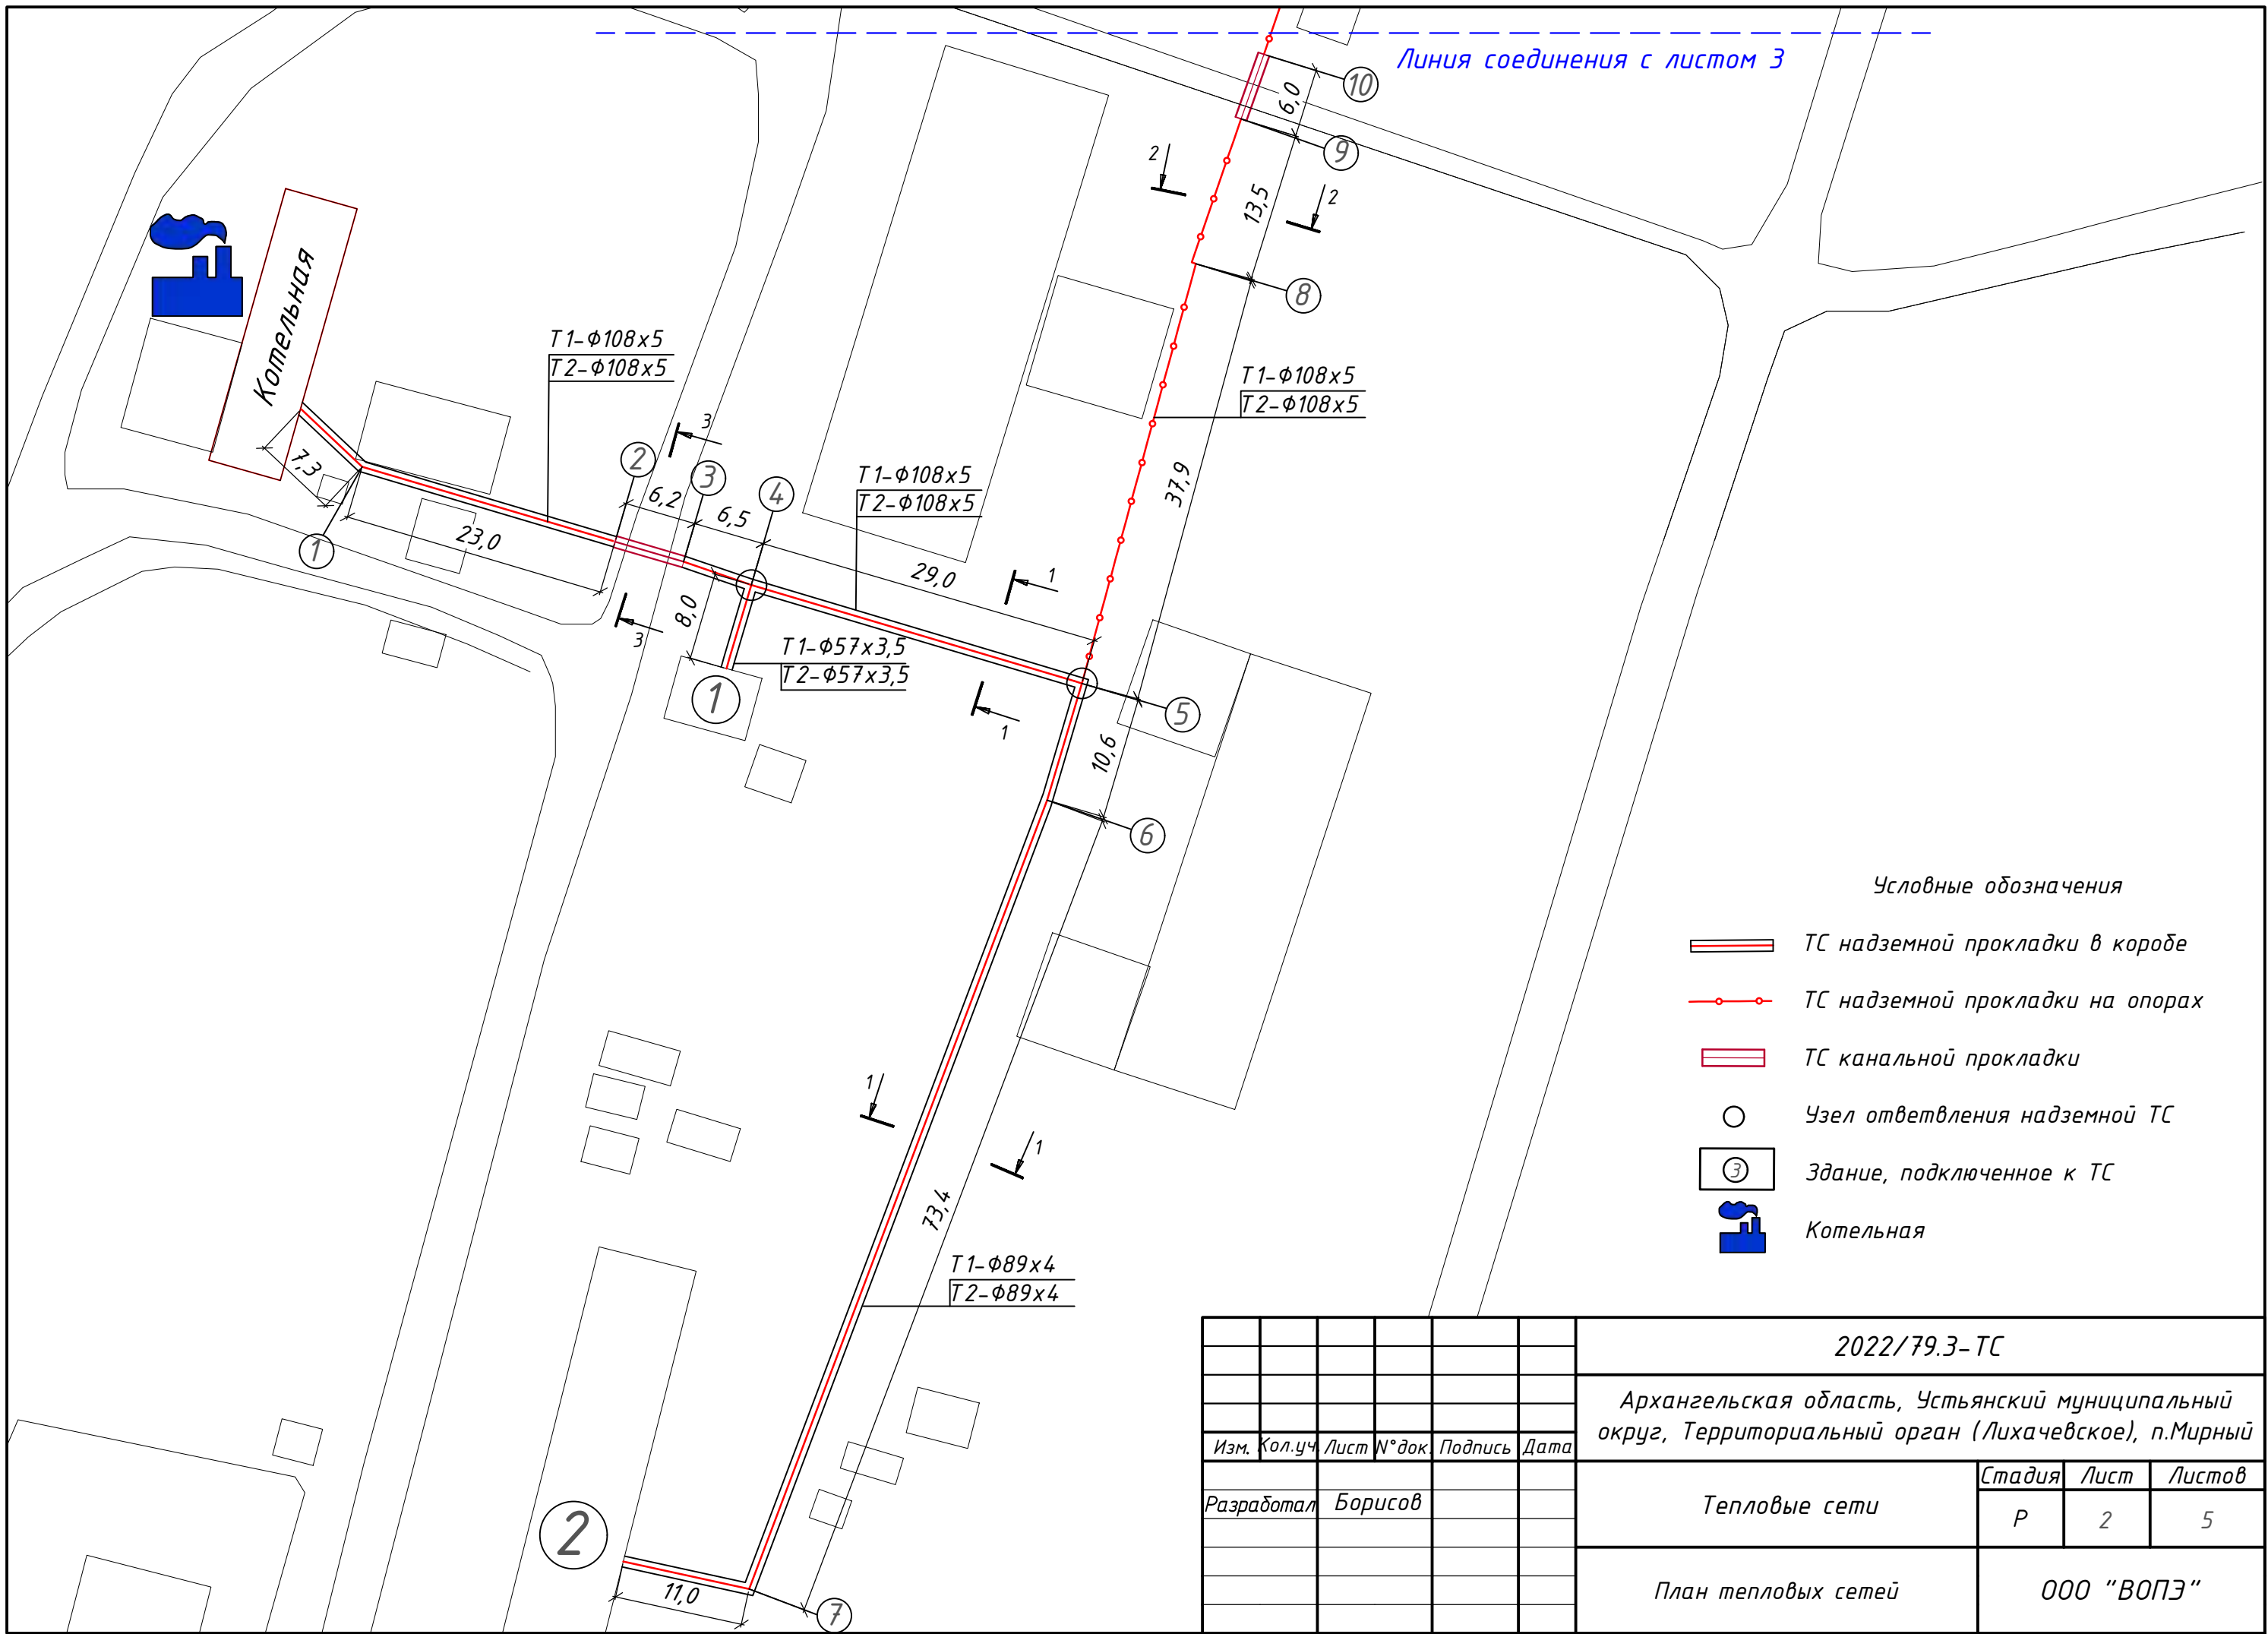 Линия соединения с листом 3
10
6,0
9
2
2
13,5
8
Котельная
Т1-Ф108х5
Т2-Ф108х5
Т1-Ф108х5
Т2-Ф108х5
3
2
3
4
7,3
6,2
6,5
Т1-Ф108х5
Т2-Ф108х5
37,9
1
23,0
29,0
1
8,0
3
Т1-Ф57х3,5
Т2-Ф57х3,5
1
5
1
10,6
6
Условные обозначения
ТС надземной прокладки в коробе
ТС надземной прокладки на опорах
ТС канальной прокладки
1
Узел ответвления надземной ТС
1
3
Здание, подключенное к ТС
73,4
Котельная
Т1-Ф89х4
Т2-Ф89х4
2
11,0
7
2022/79.3-ТС
Архангельская область, Устьянский муниципальный
округ, Территориальный орган (Лихачевское), п.Мирный
Изм. Кол.уч. Лист N°док. Подпись Дата
Стадия Лист Листов
Разработал Борисов
Тепловые сети
Р 2 5
План тепловых сетей
ООО "ВОПЭ"